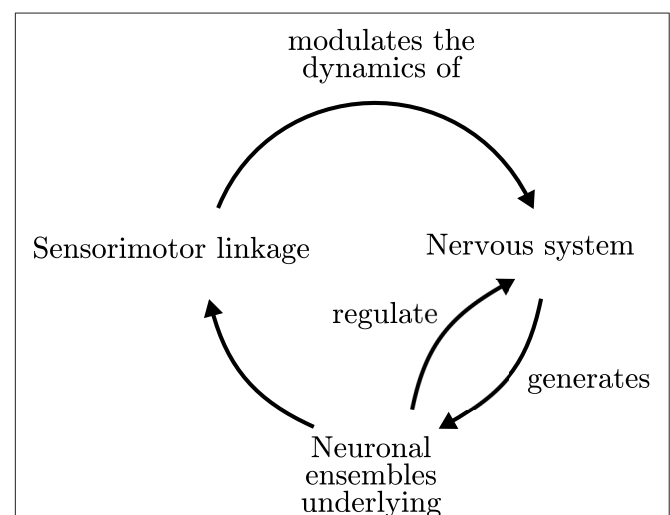 modulates the
dynamics of
Sensorimotor linkage
Nervous system
regulate
generates
Neuronal
ensembles
underlying